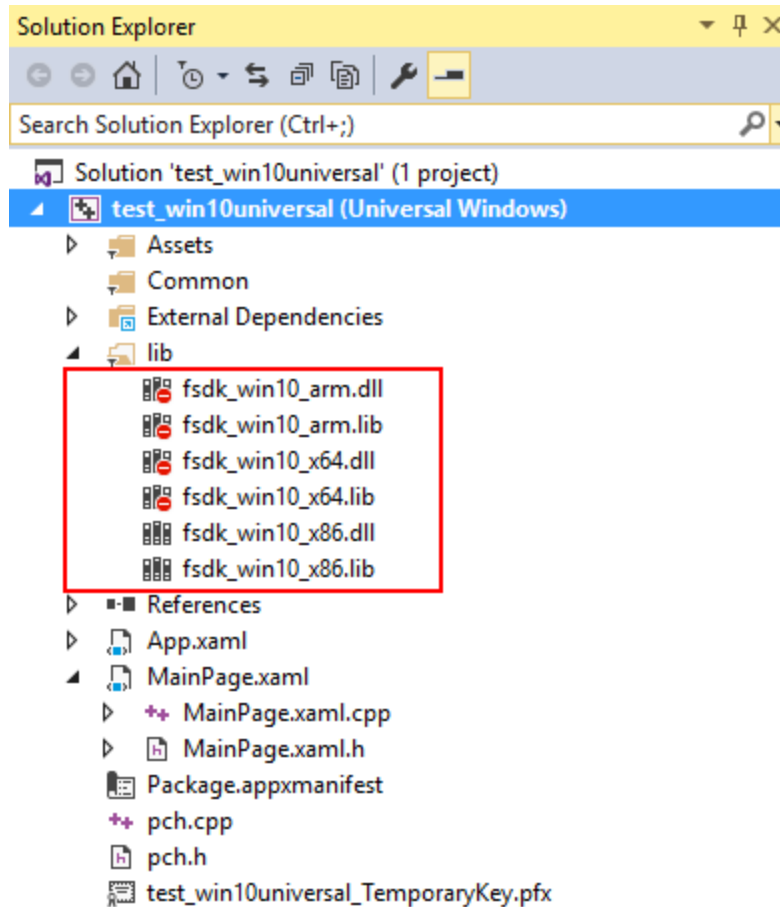 Solution Explorer
Search Solution Explorer (Ctrl+;)
Solution 'test_win10universal' (1 project)
test_win10universal (Universal Windows)
Assets
Common
External Dependencies
lib
fsdk_win10_arm.dll
fsdk_win10_arm.lib
fsdk_win10_x64.dll
fsdk_win10_x64.lib
fsdk_win10_x86.dll
fsdk_win10_x86.lib
References
App.xaml
MainPage.xaml
MainPage.xaml.cpp
MainPage.xaml.h
Package.appxmanifest
pch.cpp
pch.h
test_win10universal_TemporaryKey.pfx